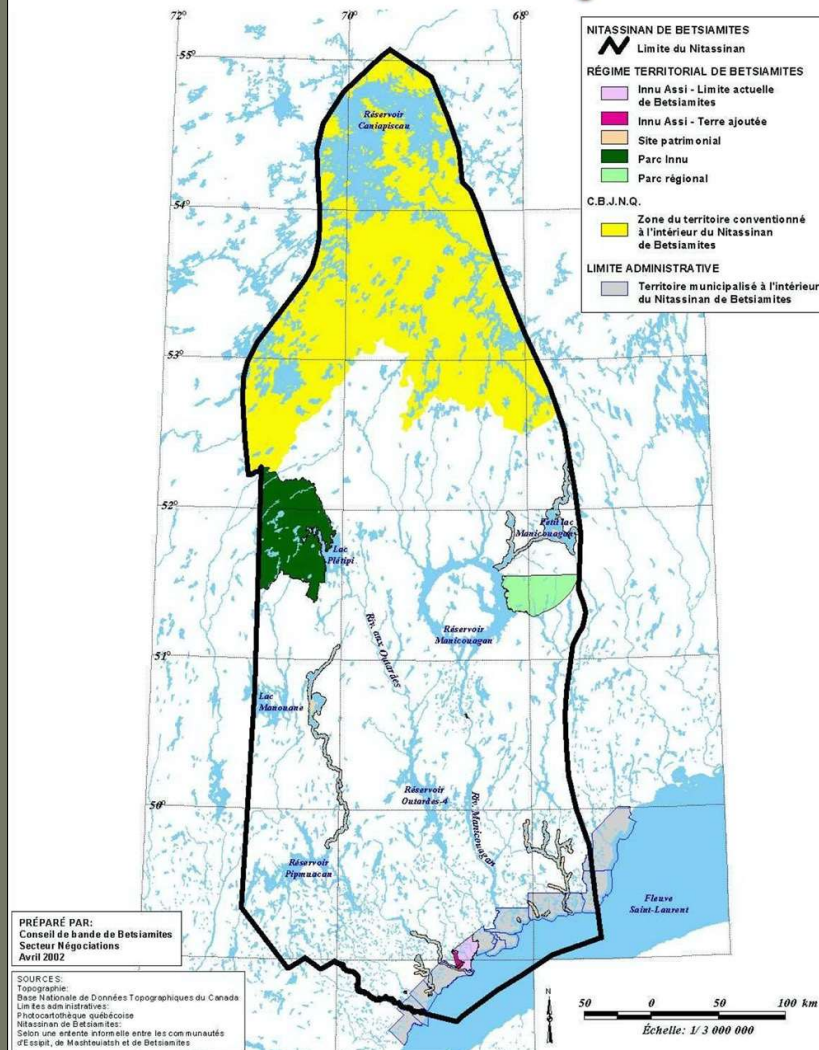 72°
70°
68°
55°
54°
53°
52°
51°
50°
NITASSINAN DE BETSIAMITES
Limite du Nitassinan
RÉGIME TERRITORIAL DE BETSIAMITES
Innu Assi - Limite actuelle
de Betsiamites
Innu Assi - Terre ajoutée
Site patrimonial
Parc Innu
Parc régional
C.B.J.N.Q.
Zone du territoire conventionné
à l'intérieur du Nitassinan
de Betsiamites
LIMITE ADMINISTRATIVE
Territoire municipalisé à l'intérieur
du Nitassinan de Betsiamites
Réservoir
Caniapiscau
Petit lac
Manicouagan
Lac
Plétipi
Réservoir
Manicouagan
Riv. aux Outardes
Lac
Manouane
Réservoir
Outardes-4
Riv. Manicouagan
Réservoir
Pipmuacan
Fleuve
Saint-Laurent
PRÉPARÉ PAR:
Conseil de bande de Betsiamites
Secteur Négociations
Avril 2002
SOURCES:
Topographie:
Base Nationale de Données Topographiques du Canada
Limites administratives:
Photocartothèque québécoise
Nitassinan de Betsiamites:
Selon une entente informelle entre les communautés
d'Essipit, de Mashteuiatsh et de Betsiamites
N
50 0 50 100 km
Échelle: 1/ 3 000 000